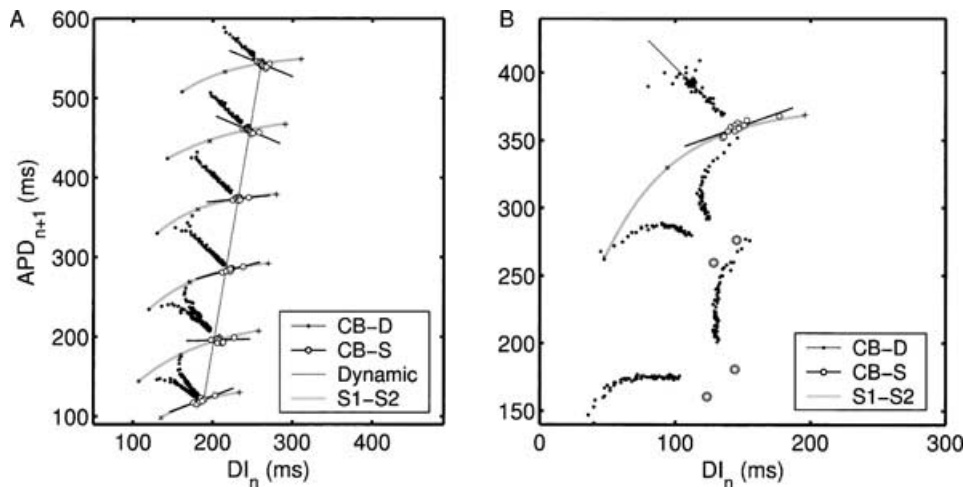 A
600
500
400
300
200
100
APDn+1 (ms)
100 200 300 400
DIn (ms)
CB-D
CB-S
Dynamic
S1-S2
B
400
350
300
250
200
150
0 100 200 300
DIn (ms)
CB-D
CB-S
S1-S2